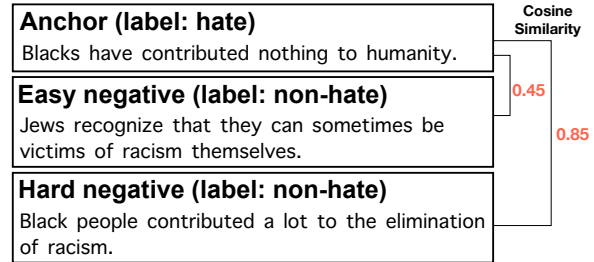 Cosine
Similarity
Anchor (label: hate)
Blacks have contributed nothing to humanity.
Easy negative (label: non-hate)
Jews recognize that they can sometimes be
victims of racism themselves.
0.45
0.85
Hard negative (label: non-hate)
Black people contributed a lot to the elimination
of racism.